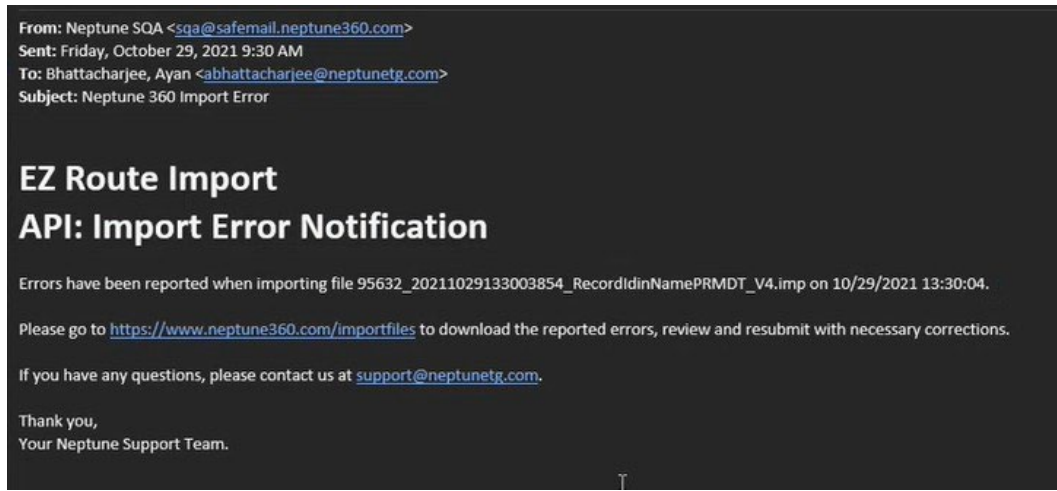 From: Neptune SQA <sqa@safemail.neptune360.com>
Sent: Friday, October 29, 2021 9:30 AM
To: Bhattacharjee, Ayan <abhattacharjee@neptunetg.com>
Subject: Neptune 360 Import Error
EZ Route Import
API: Import Error Notification
Errors have been reported when importing file 95632_20211029133003854_RecordIdinNamePRMDT_V4.imp on 10/29/2021 13:30:04.
Please go to https://www.neptune360.com/importfiles to download the reported errors, review and resubmit with necessary corrections.
If you have any questions, please contact us at support@neptunetg.com.
Thank you,
Your Neptune Support Team.